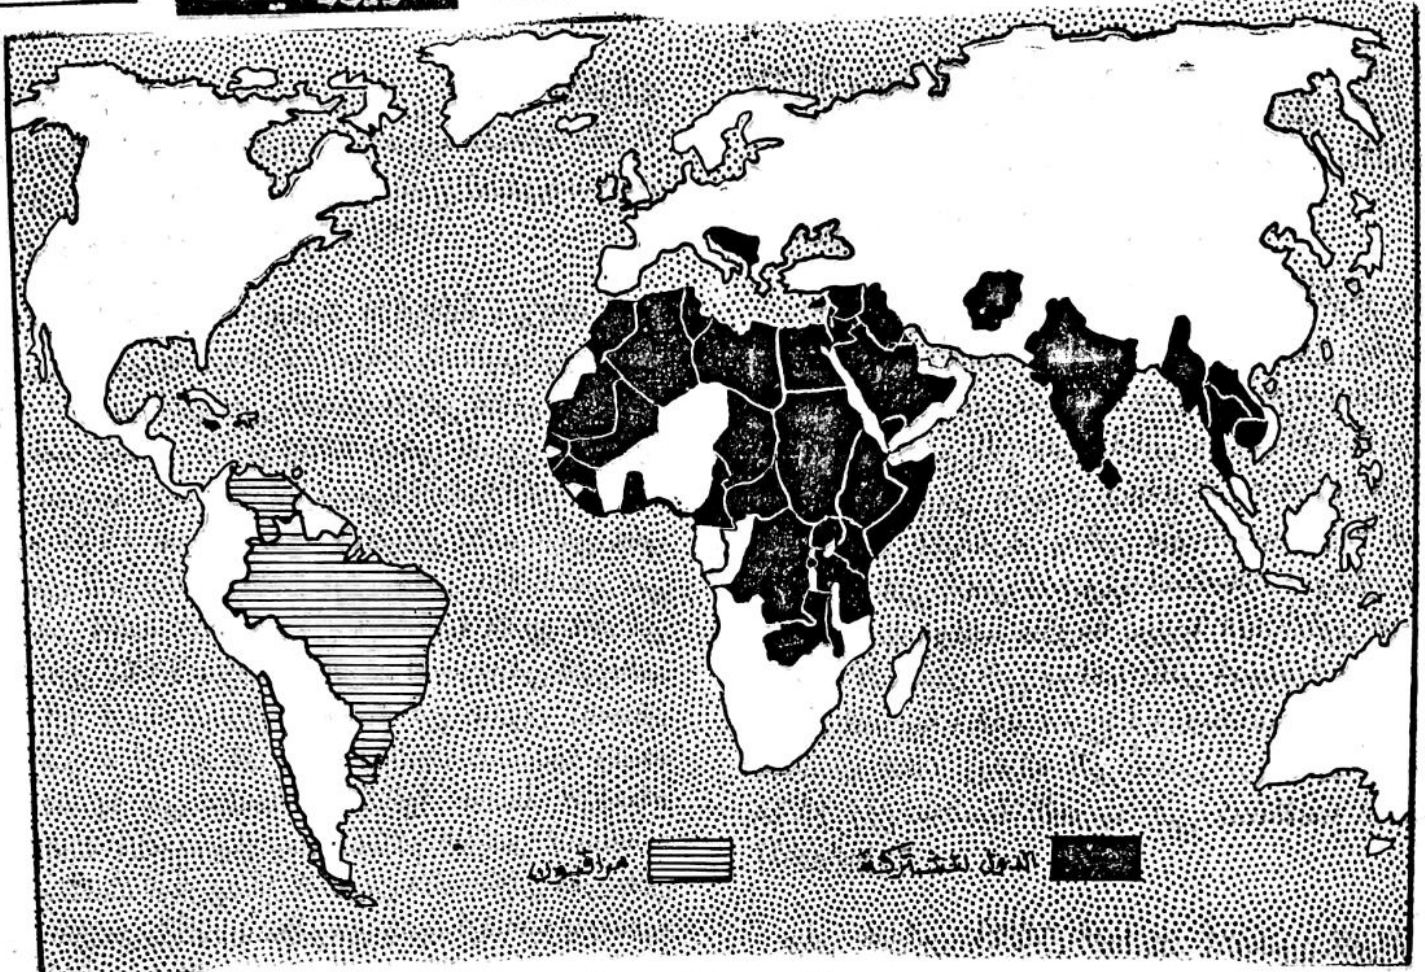 الدول المشتركة
مراقبون